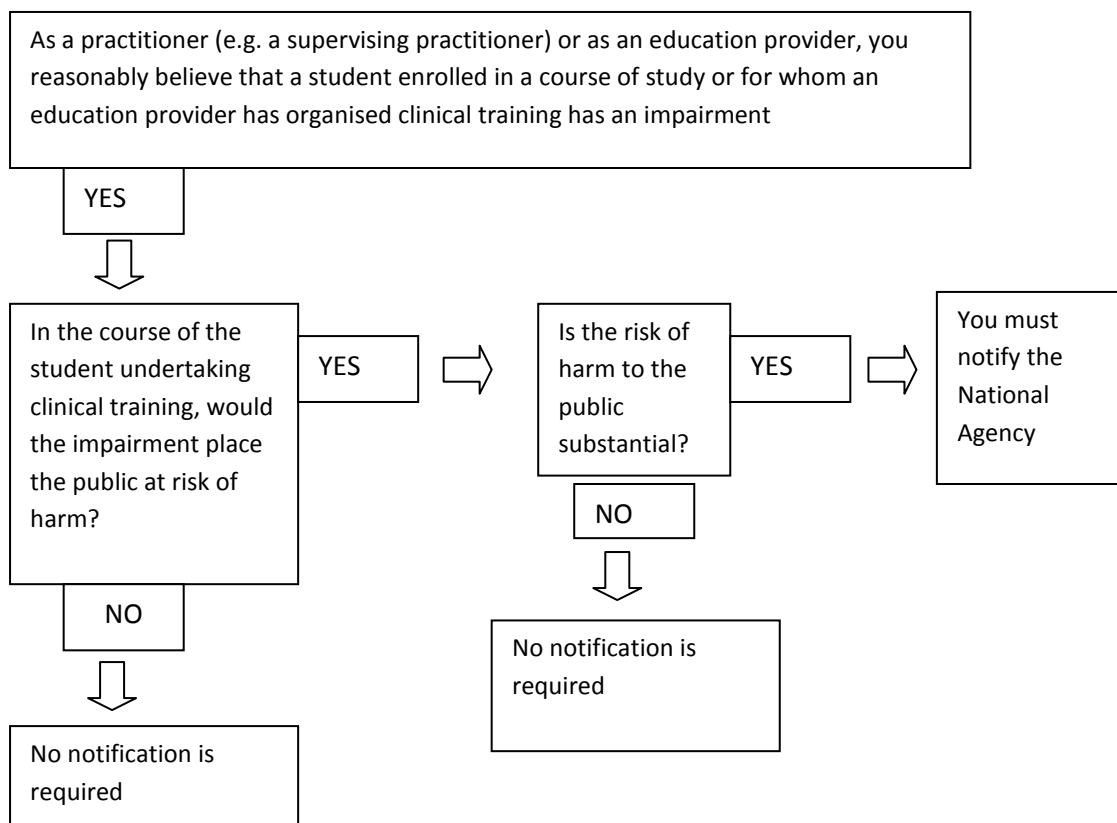 As a practitioner (e.g. a supervising practitioner) or as an education provider, you
reasonably believe that a student enrolled in a course of study or for whom an
education provider has organised clinical training has an impairment
YES
In the course of the
student undertaking
clinical training, would
the impairment place
the public at risk of
harm?
YES
Is the risk of
harm to the
public
substantial?
YES
You must
notify the
National
Agency
NO
No notification is
required
NO
No notification is
required